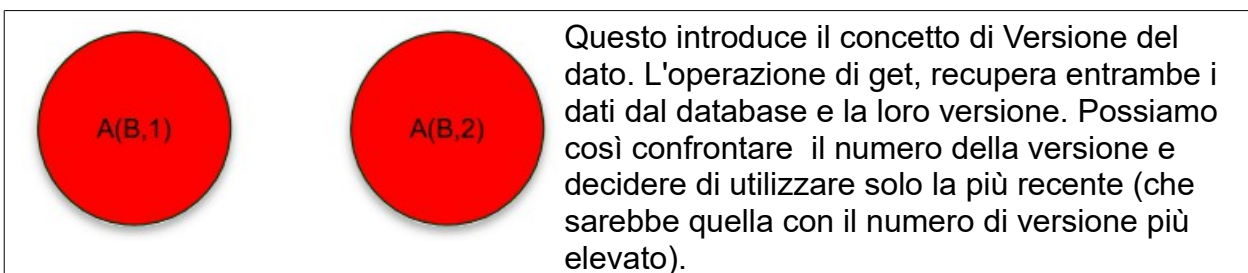 A(B,1)
A(B,2)
Questo introduce il concetto di Versione del
dato. L'operazione di get, recupera entrambe i
dati dal database e la loro versione. Possiamo
così confrontare  il numero della versione e
decidere di utilizzare solo la più recente (che
sarebbe quella con il numero di versione più
elevato).